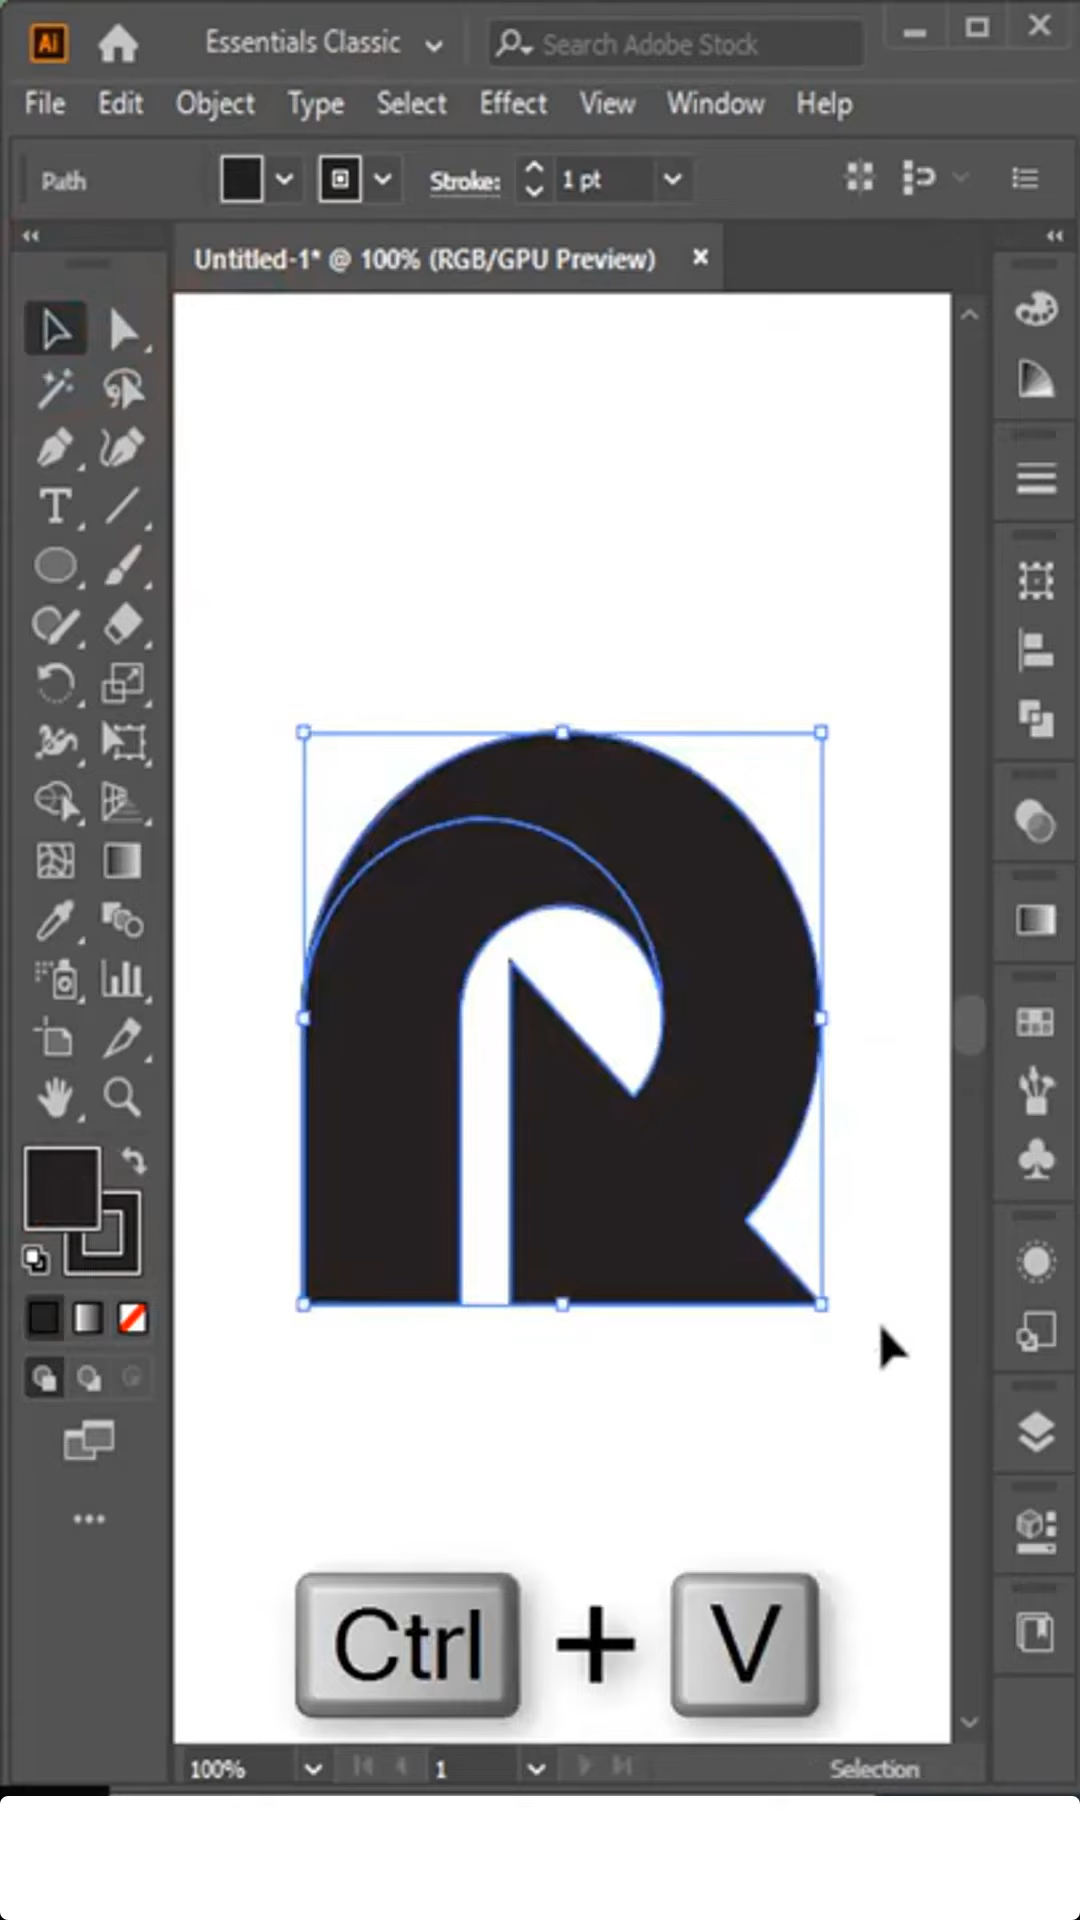 Ai Essentials Classic Search Adobe Stock
File Edit Object Type Select Effect View Window Help
Path Stroke: 1 pt
Untitled-1* @ 100% (RGB/GPU Preview)
Ctrl + V
100% 1 Selection